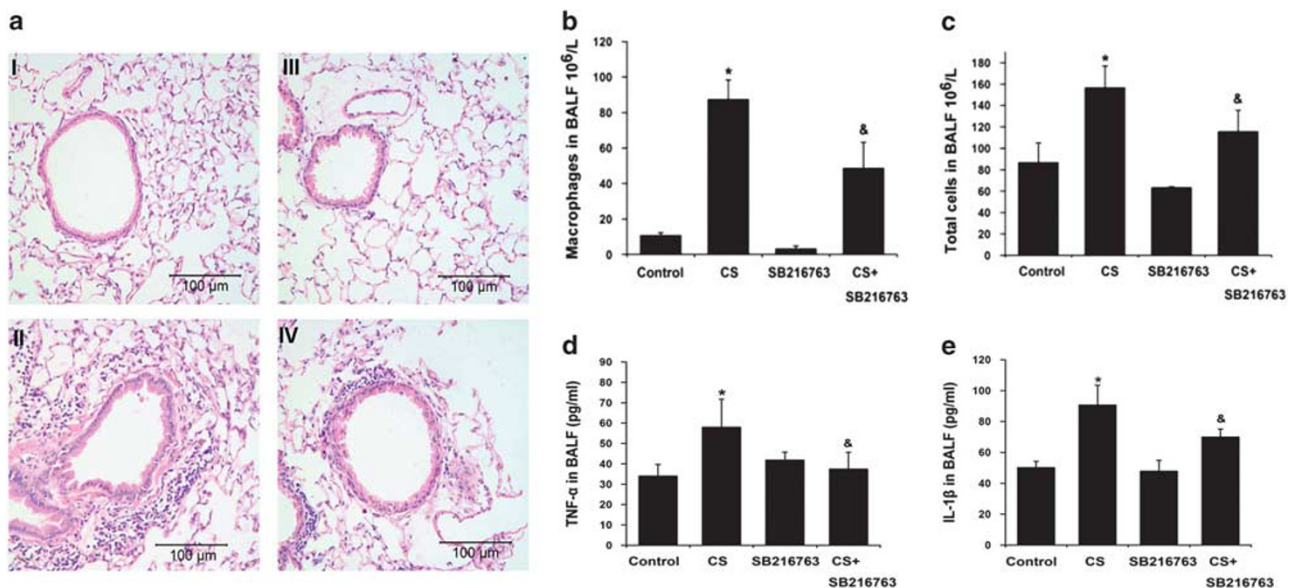 a
I
100 µm
III
100 µm
II
100 µm
IV
100 µm
b
Macrophages in BALF 10⁶/L
120
100
80
60
40
20
0
*
&
Control CS SB216763 CS+
SB216763
c
Total cells in BALF 10⁶/L
180
160
140
120
100
80
60
40
20
0
*
&
Control CS SB216763 CS+
SB216763
d
TNF-α in BALF (pg/ml)
90
80
70
60
50
40
30
20
10
0
*
&
Control CS SB216763 CS+
SB216763
e
IL-1β in BALF (pg/ml)
120
100
80
60
40
20
0
*
&
Control CS SB216763 CS+
SB216763